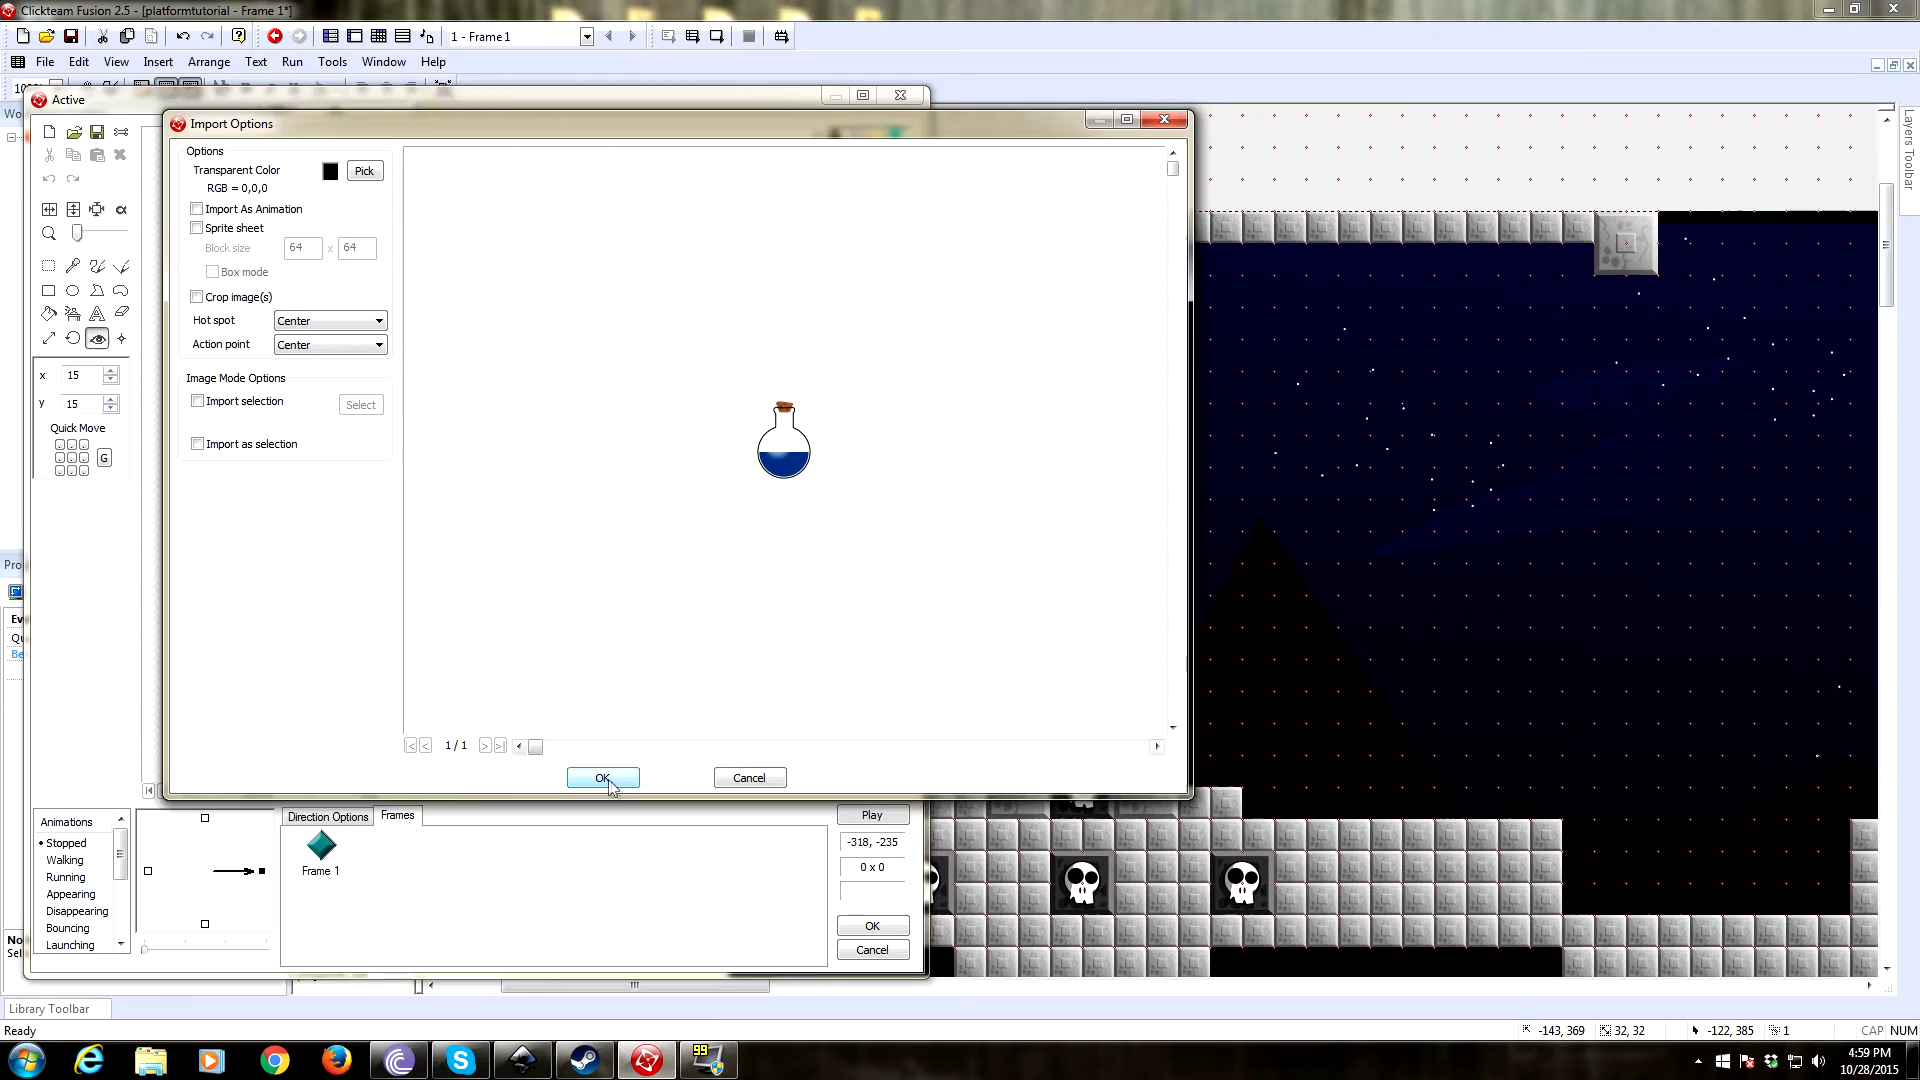 Clickteam Fusion 2.5 - [platformtutorial - Frame 1*]
1 - Frame 1
File Edit View Insert Arrange Text Run Tools Window Help
Active
Import Options
Options
Transparent Color
Pick
RGB = 0,0,0
Import As Animation
Sprite sheet
Block size 64 x 64
Box mode
Crop image(s)
Hot spot Center
Action point Center
Image Mode Options
Import selection
Select
Import as selection
x 15
y 15
Quick Move
G
1 / 1
OK
Cancel
Layers Toolbar
Animations
Stopped
Walking
Running
Appearing
Disappearing
Bouncing
Launching
Direction Options
Frames
Frame 1
Play
-318, -235
0 x 0
OK
Cancel
Library Toolbar
Ready
-143, 369
32, 32
-122, 385
1
CAP NUM
99
4:59 PM
10/28/2015